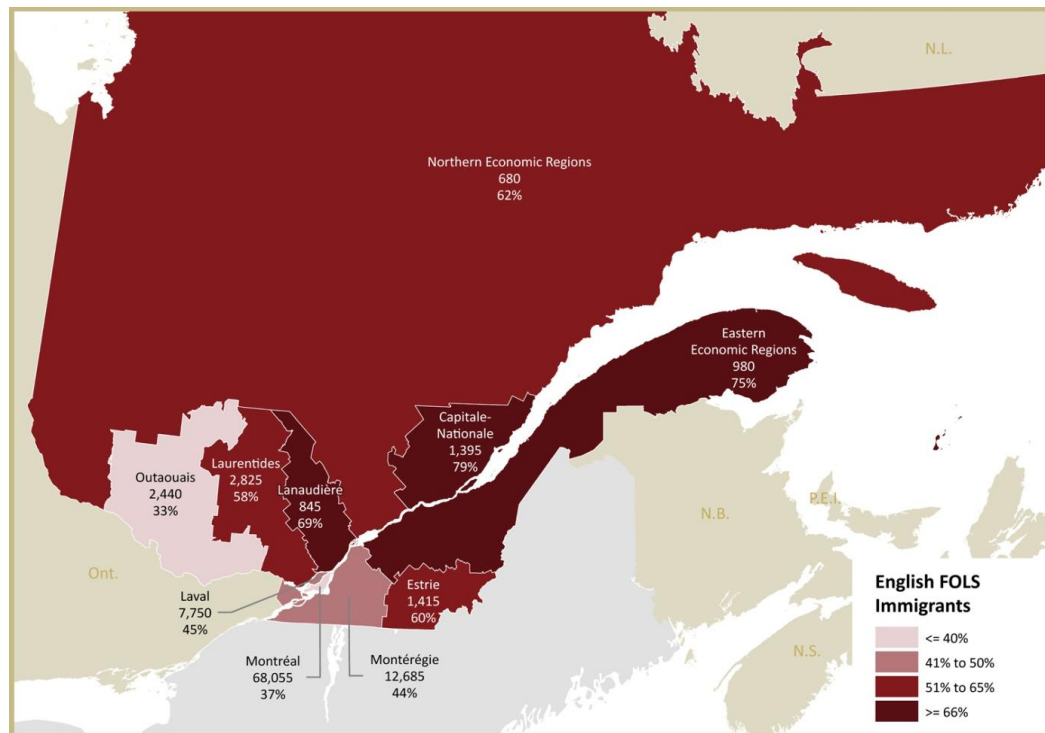 N.L.
Northern Economic Regions
680
62%
Eastern
Economic Regions
980
75%
Capitale-
Nationale
1,395
79%
Outaouais
2,440
33%
Laurentides
2,825
58%
Lanaudière
845
69%
P.E.I.
N.B.
Ont.
Laval
7,750
45%
Estrie
1,415
60%
Montréal
68,055
37%
Montérégie
12,685
44%
N.S.
English FOLS
Immigrants
<= 40%
41% to 50%
51% to 65%
>= 66%